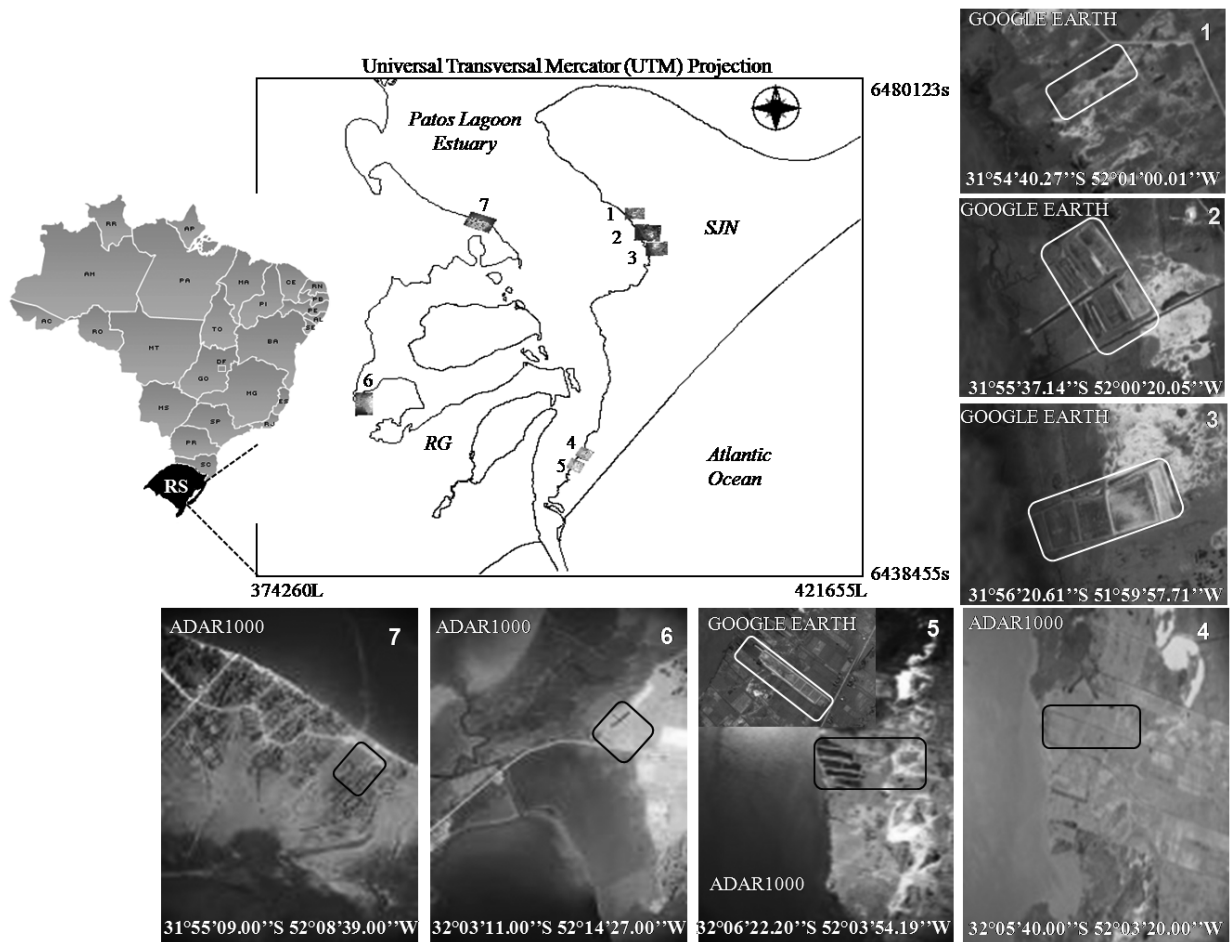 GOOGLE EARTH
1
31°54’40.27’’S 52°01’00.01’’W
Universal Transversal Mercator (UTM) Projection
6480123s
Patos Lagoon
Estuary
7
1
2
3
SJN
6
RG
4
5
Atlantic
Ocean
6438455s
374260L
421655L
RR
AP
AM
PA
MA
CE
RN
PB
PE
AL
SE
PI
AC
RO
TO
BA
MT
DF
GO
MG
ES
MS
SP
RJ
PR
SC
RS
GOOGLE EARTH
2
31°55’37.14’’S 52°00’20.05’’W
GOOGLE EARTH
3
31°56’20.61’’S 51°59’57.71’’W
ADAR1000
7
31°55’09.00’’S 52°08’39.00’’W
ADAR1000
6
32°03’11.00’’S 52°14’27.00’’W
GOOGLE EARTH
5
ADAR1000
32°06’22.20’’S 52°03’54.19’’W
ADAR1000
4
32°05’40.00’’S 52°03’20.00’’W